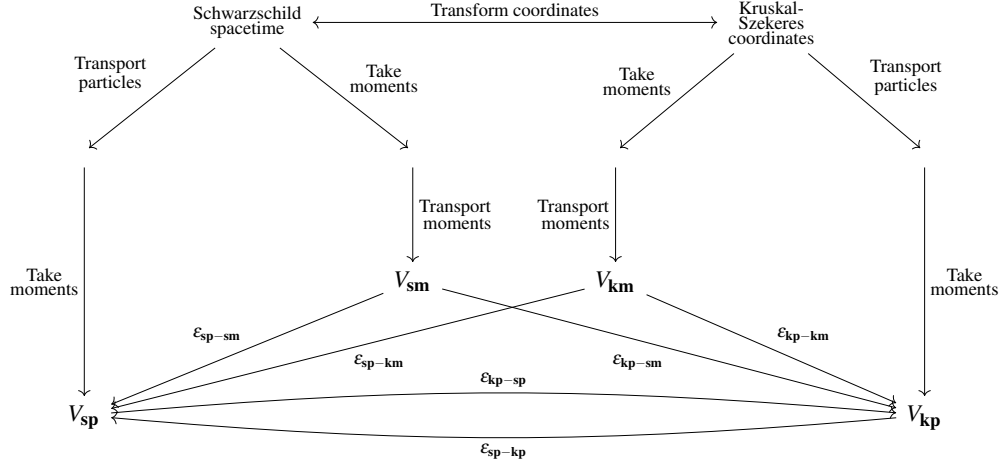 Schwarzschild
spacetime
Transform coordinates
Kruskal-
Szekeres
coordinates
Transport
particles
Take
moments
Take
moments
Transport
particles
Transport
moments
Transport
moments
Take
moments
Take
moments
V_sm
V_km
ε_sp−sm
ε_kp−km
ε_sp−km
ε_kp−sm
ε_kp−sp
V_sp
V_kp
ε_sp−kp